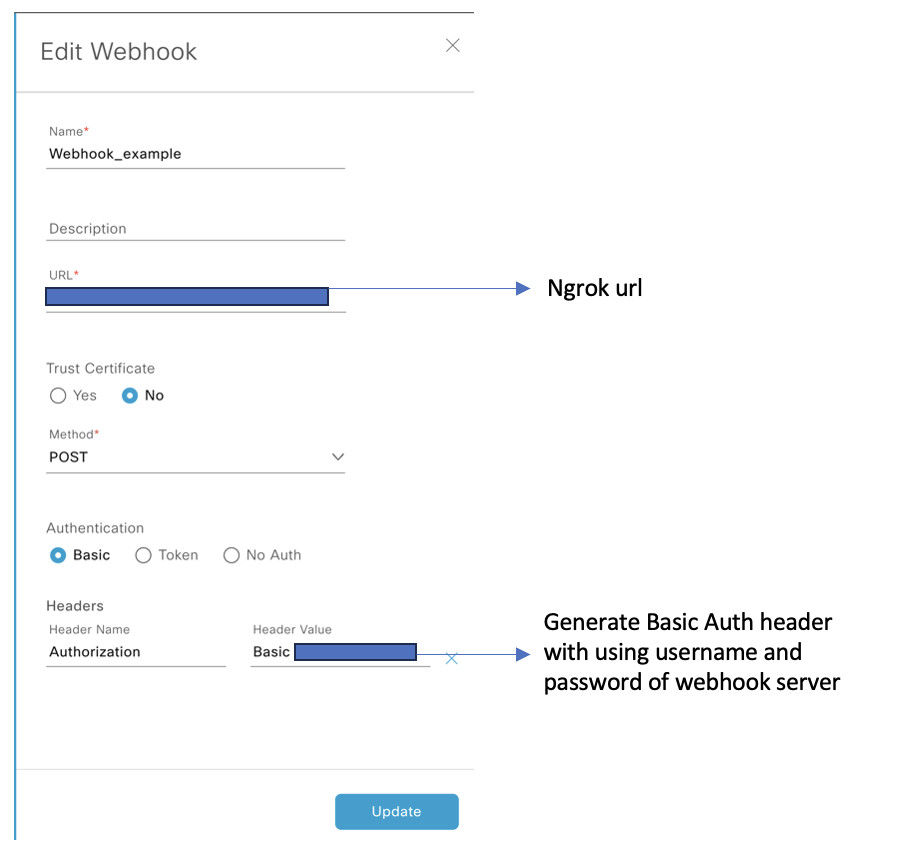 Edit Webhook
Name*
Webhook_example
Description
URL*
Ngrok url
Trust Certificate
Yes No
Method*
POST
Authentication
Basic Token No Auth
Headers
Header Name Header Value
Authorization Basic
Generate Basic Auth header
with using username and
password of webhook server
Update